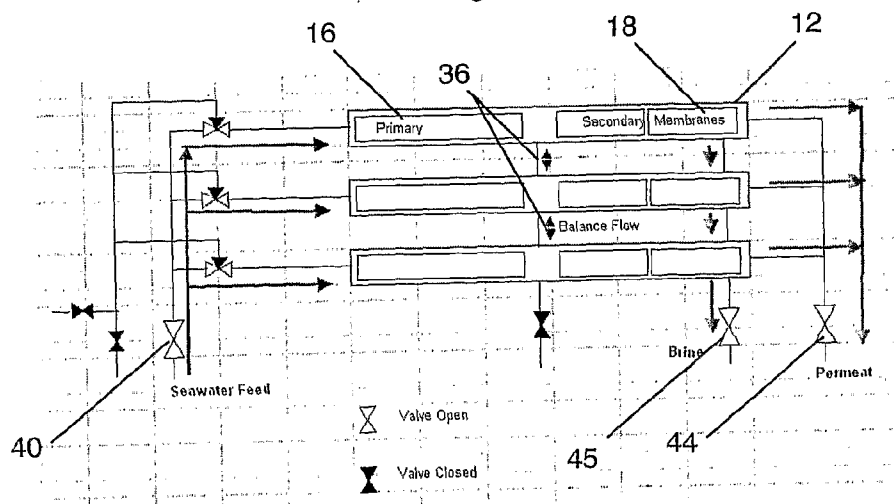 16
36
18
12
Primary
Secondary
Membranes
Balance Flow
Seawater Feed
Brine
Permeat
40
45
44
Valve Open
Valve Closed